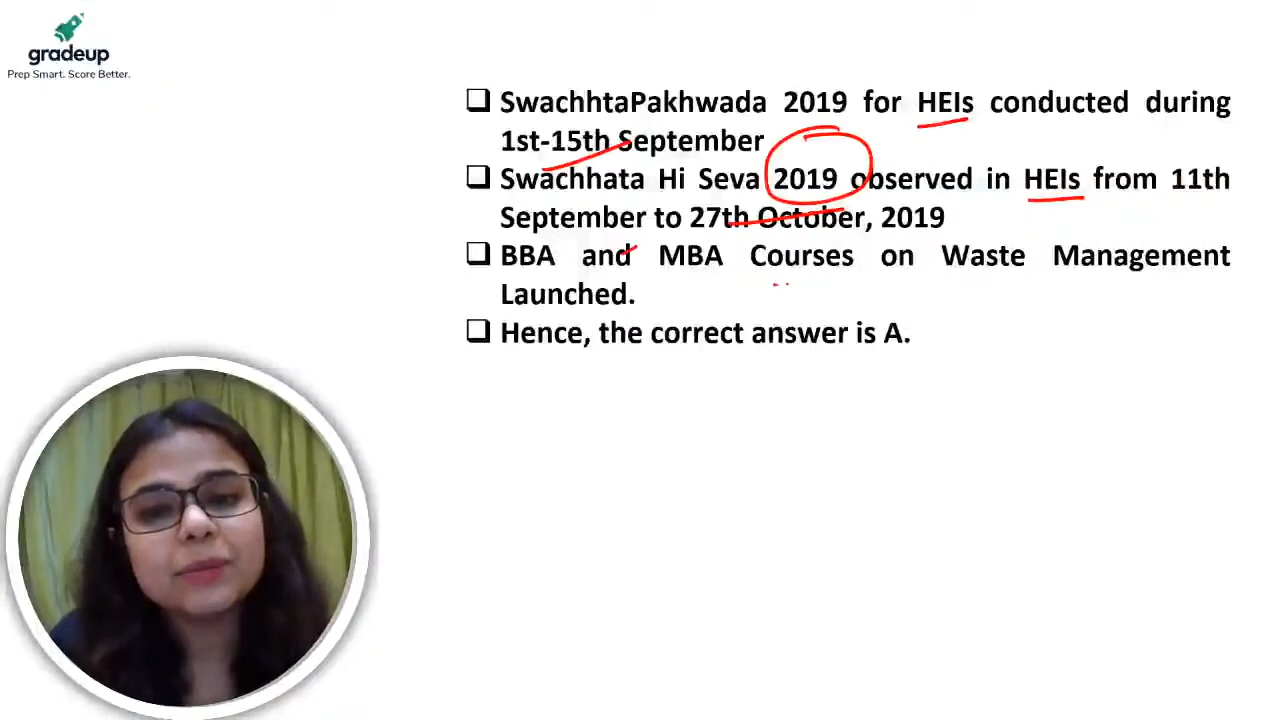 gradeup
Prep Smart. Score Better.
❑ SwachhtaPakhwada 2019 for HEIs conducted during
1st-15th September
❑ Swachhata Hi Seva 2019 observed in HEIs from 11th
September to 27th October, 2019
❑ BBA and MBA Courses on Waste Management
Launched.
❑ Hence, the correct answer is A.